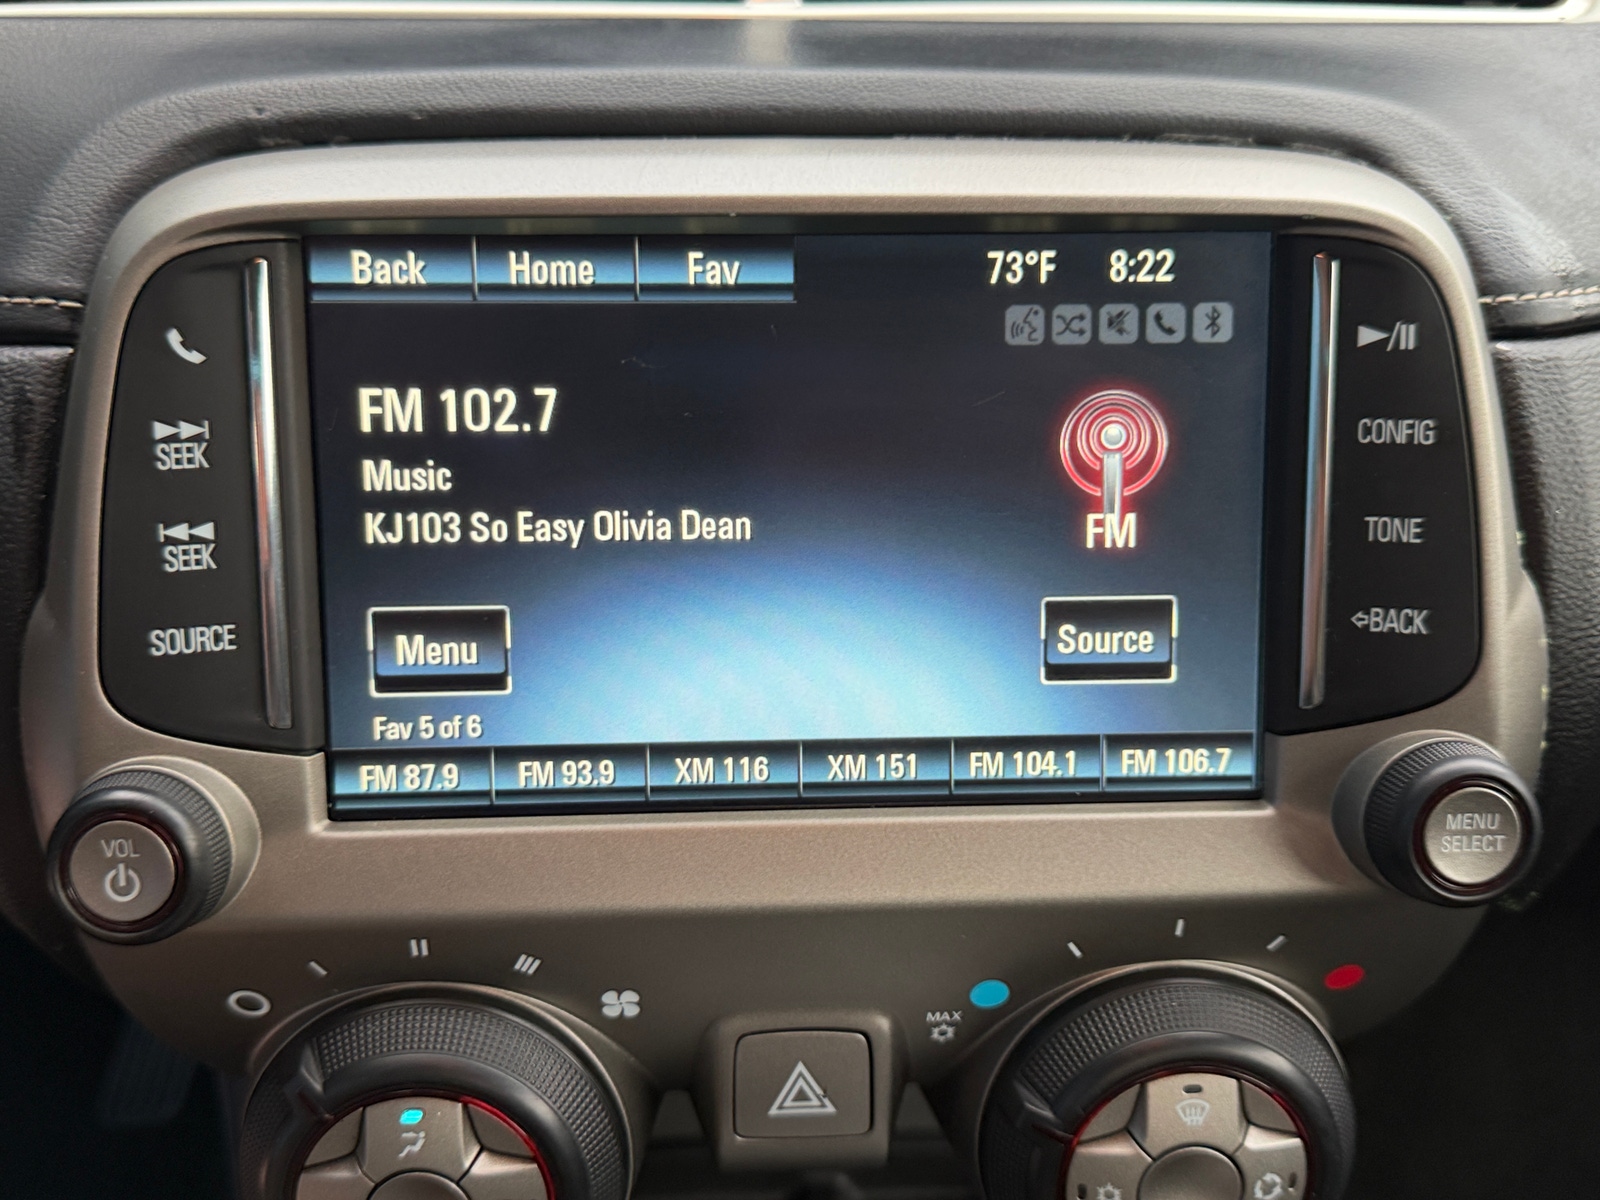 Back Home Fav 73°F 8:22
FM 102.7
Music
KJ103 So Easy Olivia Dean
FM
Menu
Source
Fav 5 of 6
FM 87.9 FM 93.9 XM 116 XM 151 FM 104.1 FM 106.7
SEEK
SEEK
SOURCE
CONFIG
TONE
BACK
VOL
MENU
SELECT
MAX